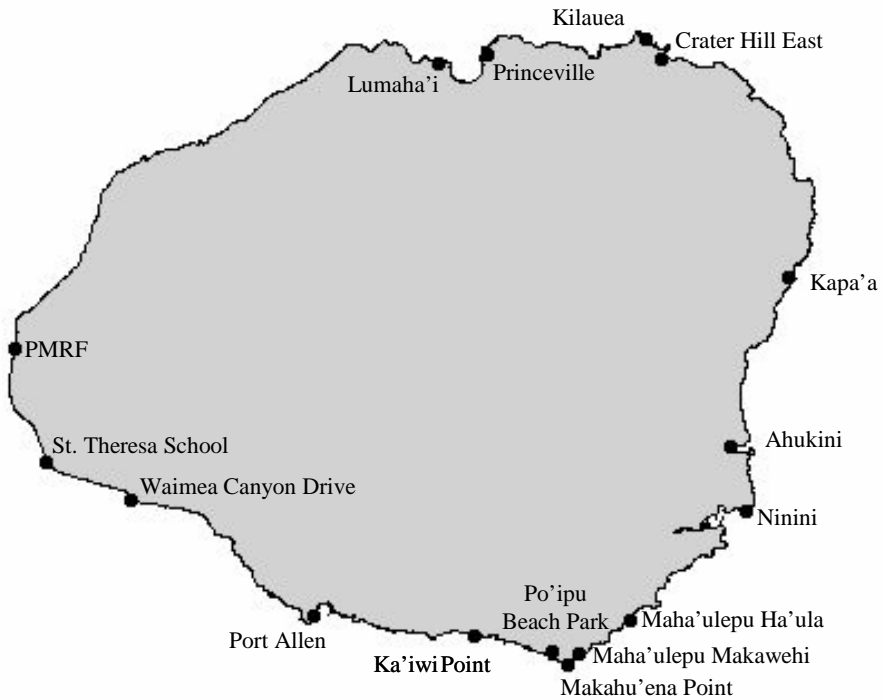 Kilauea
Crater Hill East
Lumaha’i
Princeville
Kapa’a
PMRF
St. Theresa School
Ahukini
Waimea Canyon Drive
Ninini
Po’ipu
Beach Park
Maha’ulepu Ha’ula
Port Allen
Ka’iwi Point
Maha’ulepu Makawehi
Makahu’ena Point